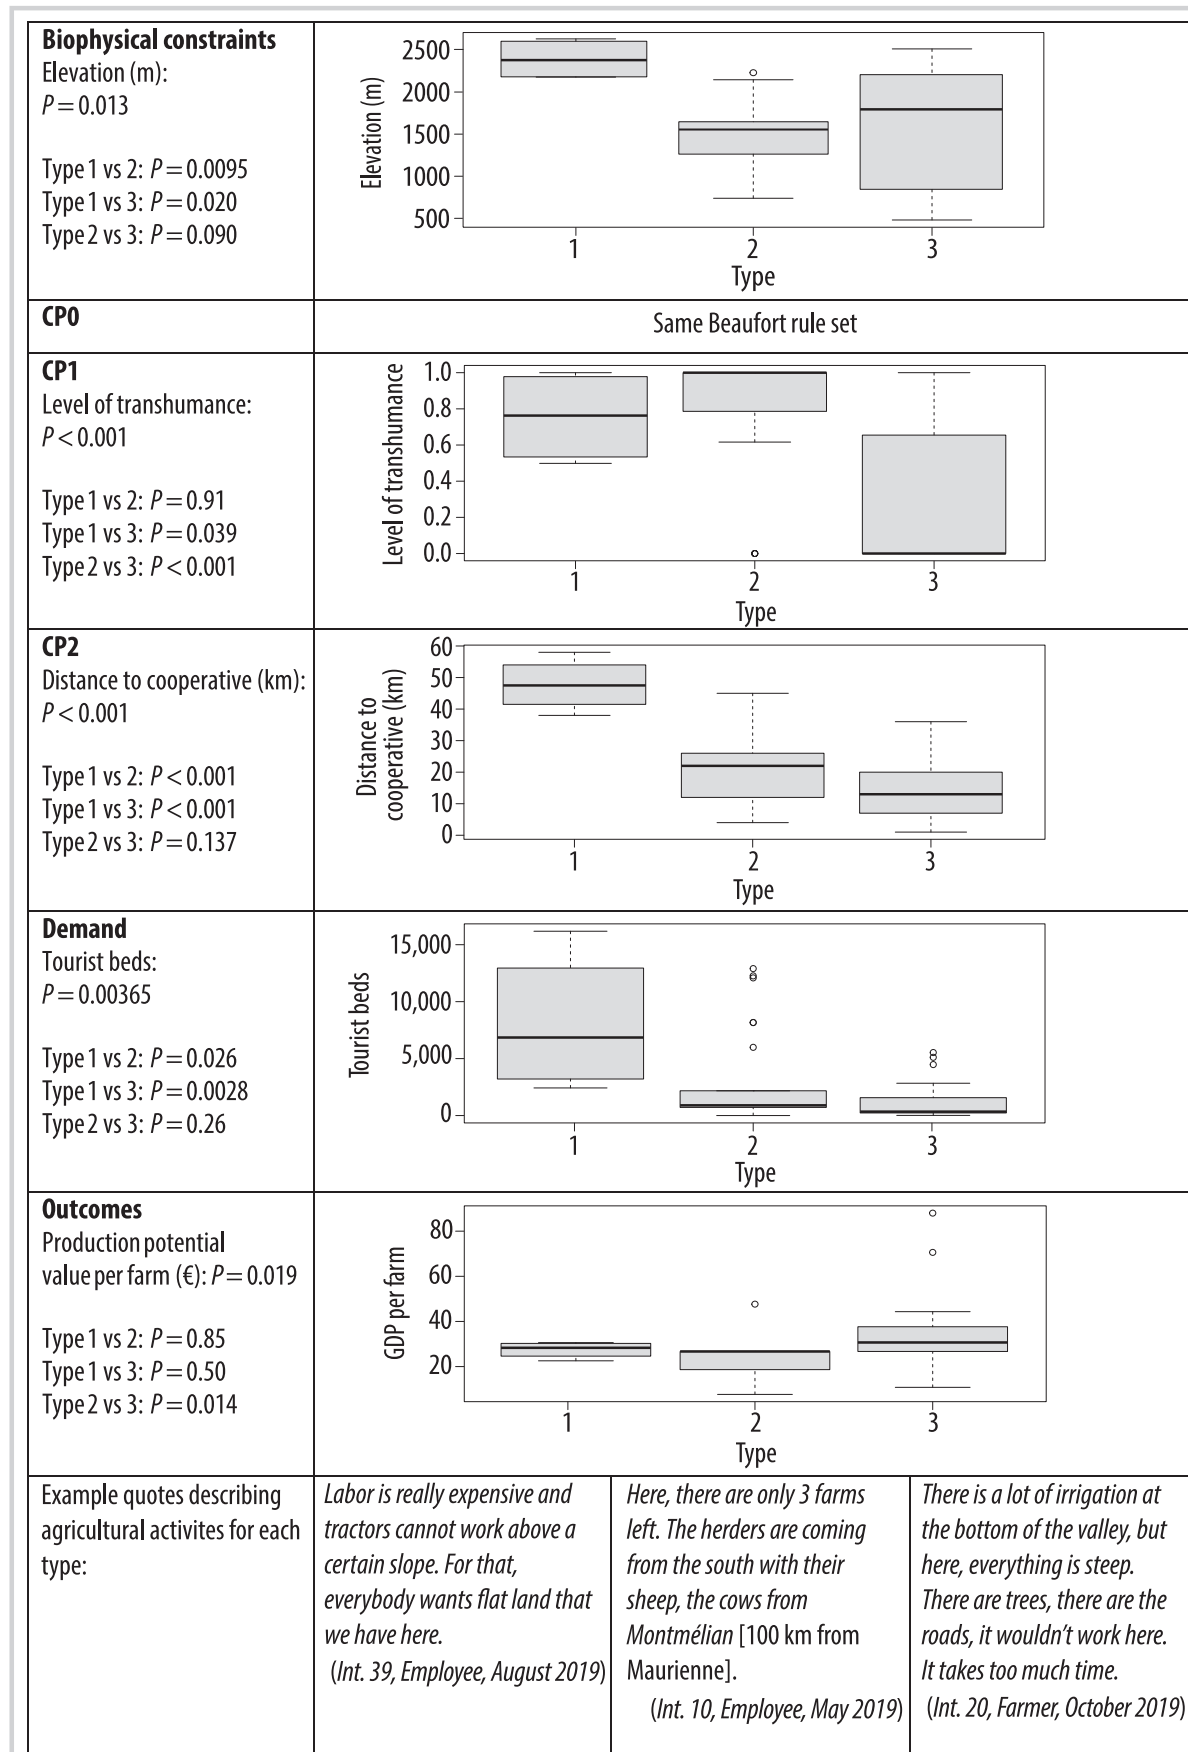 Biophysical constraints
Elevation (m):
P = 0.013
Type 1 vs 2: P = 0.0095
Type 1 vs 3: P = 0.020
Type 2 vs 3: P = 0.090
Elevation (m)
2500
2000
1500
1000
500
1 2 3
Type
CP0
Same Beaufort rule set
CP1
Level of transhumance:
P < 0.001
Type 1 vs 2: P = 0.91
Type 1 vs 3: P = 0.039
Type 2 vs 3: P < 0.001
Level of transhumance
1.0
0.8
0.6
0.4
0.2
0.0
1 2 3
Type
CP2
Distance to cooperative (km):
P < 0.001
Type 1 vs 2: P < 0.001
Type 1 vs 3: P < 0.001
Type 2 vs 3: P = 0.137
Distance to
cooperative (km)
60
50
40
30
20
10
0
1 2 3
Type
Demand
Tourist beds:
P = 0.00365
Type 1 vs 2: P = 0.026
Type 1 vs 3: P = 0.0028
Type 2 vs 3: P = 0.26
Tourist beds
15,000
10,000
5,000
0
1 2 3
Type
Outcomes
Production potential
value per farm (€): P = 0.019
Type 1 vs 2: P = 0.85
Type 1 vs 3: P = 0.50
Type 2 vs 3: P = 0.014
GDP per farm
80
60
40
20
1 2 3
Type
Example quotes describing
agricultural activites for each
type:
Labor is really expensive and
tractors cannot work above a
certain slope. For that,
everybody wants flat land that
we have here.
(Int. 39, Employee, August 2019)
Here, there are only 3 farms
left. The herders are coming
from the south with their
sheep, the cows from
Montmélian [100 km from
Maurienne].
(Int. 10, Employee, May 2019)
There is a lot of irrigation at
the bottom of the valley, but
here, everything is steep.
There are trees, there are the
roads, it wouldn't work here.
It takes too much time.
(Int. 20, Farmer, October 2019)